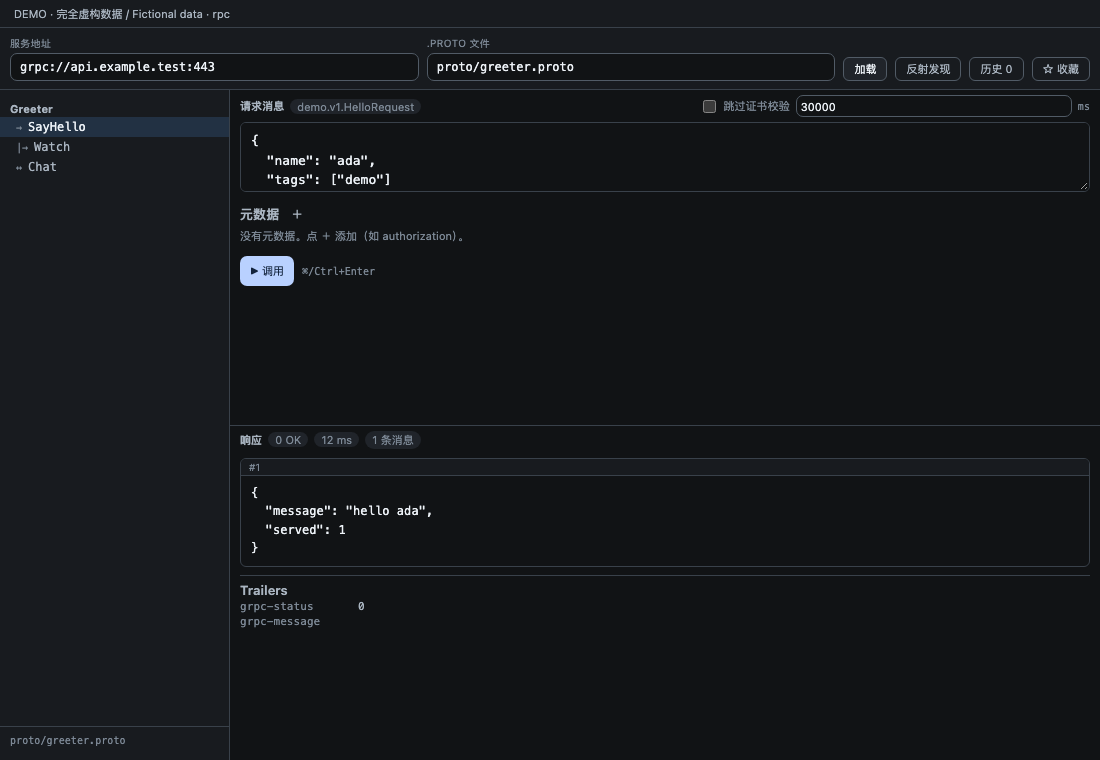 DEMO · 完全虚构数据 / Fictional data · rpc
服务地址
grpc://api.example.test:443
.PROTO 文件
proto/greeter.proto
加载
反射发现
历史 0
☆ 收藏
Greeter
→ SayHello
|→ Watch
↔ Chat
proto/greeter.proto
请求消息 demo.v1.HelloRequest
跳过证书校验 30000 ms
{
"name": "ada",
"tags": ["demo"]
元数据 ＋
没有元数据。点 ＋ 添加（如 authorization）。
▶ 调用 ⌘/Ctrl+Enter
响应 0 OK 12 ms 1 条消息
#1
{
"message": "hello ada",
"served": 1
}
Trailers
grpc-status 0
grpc-message